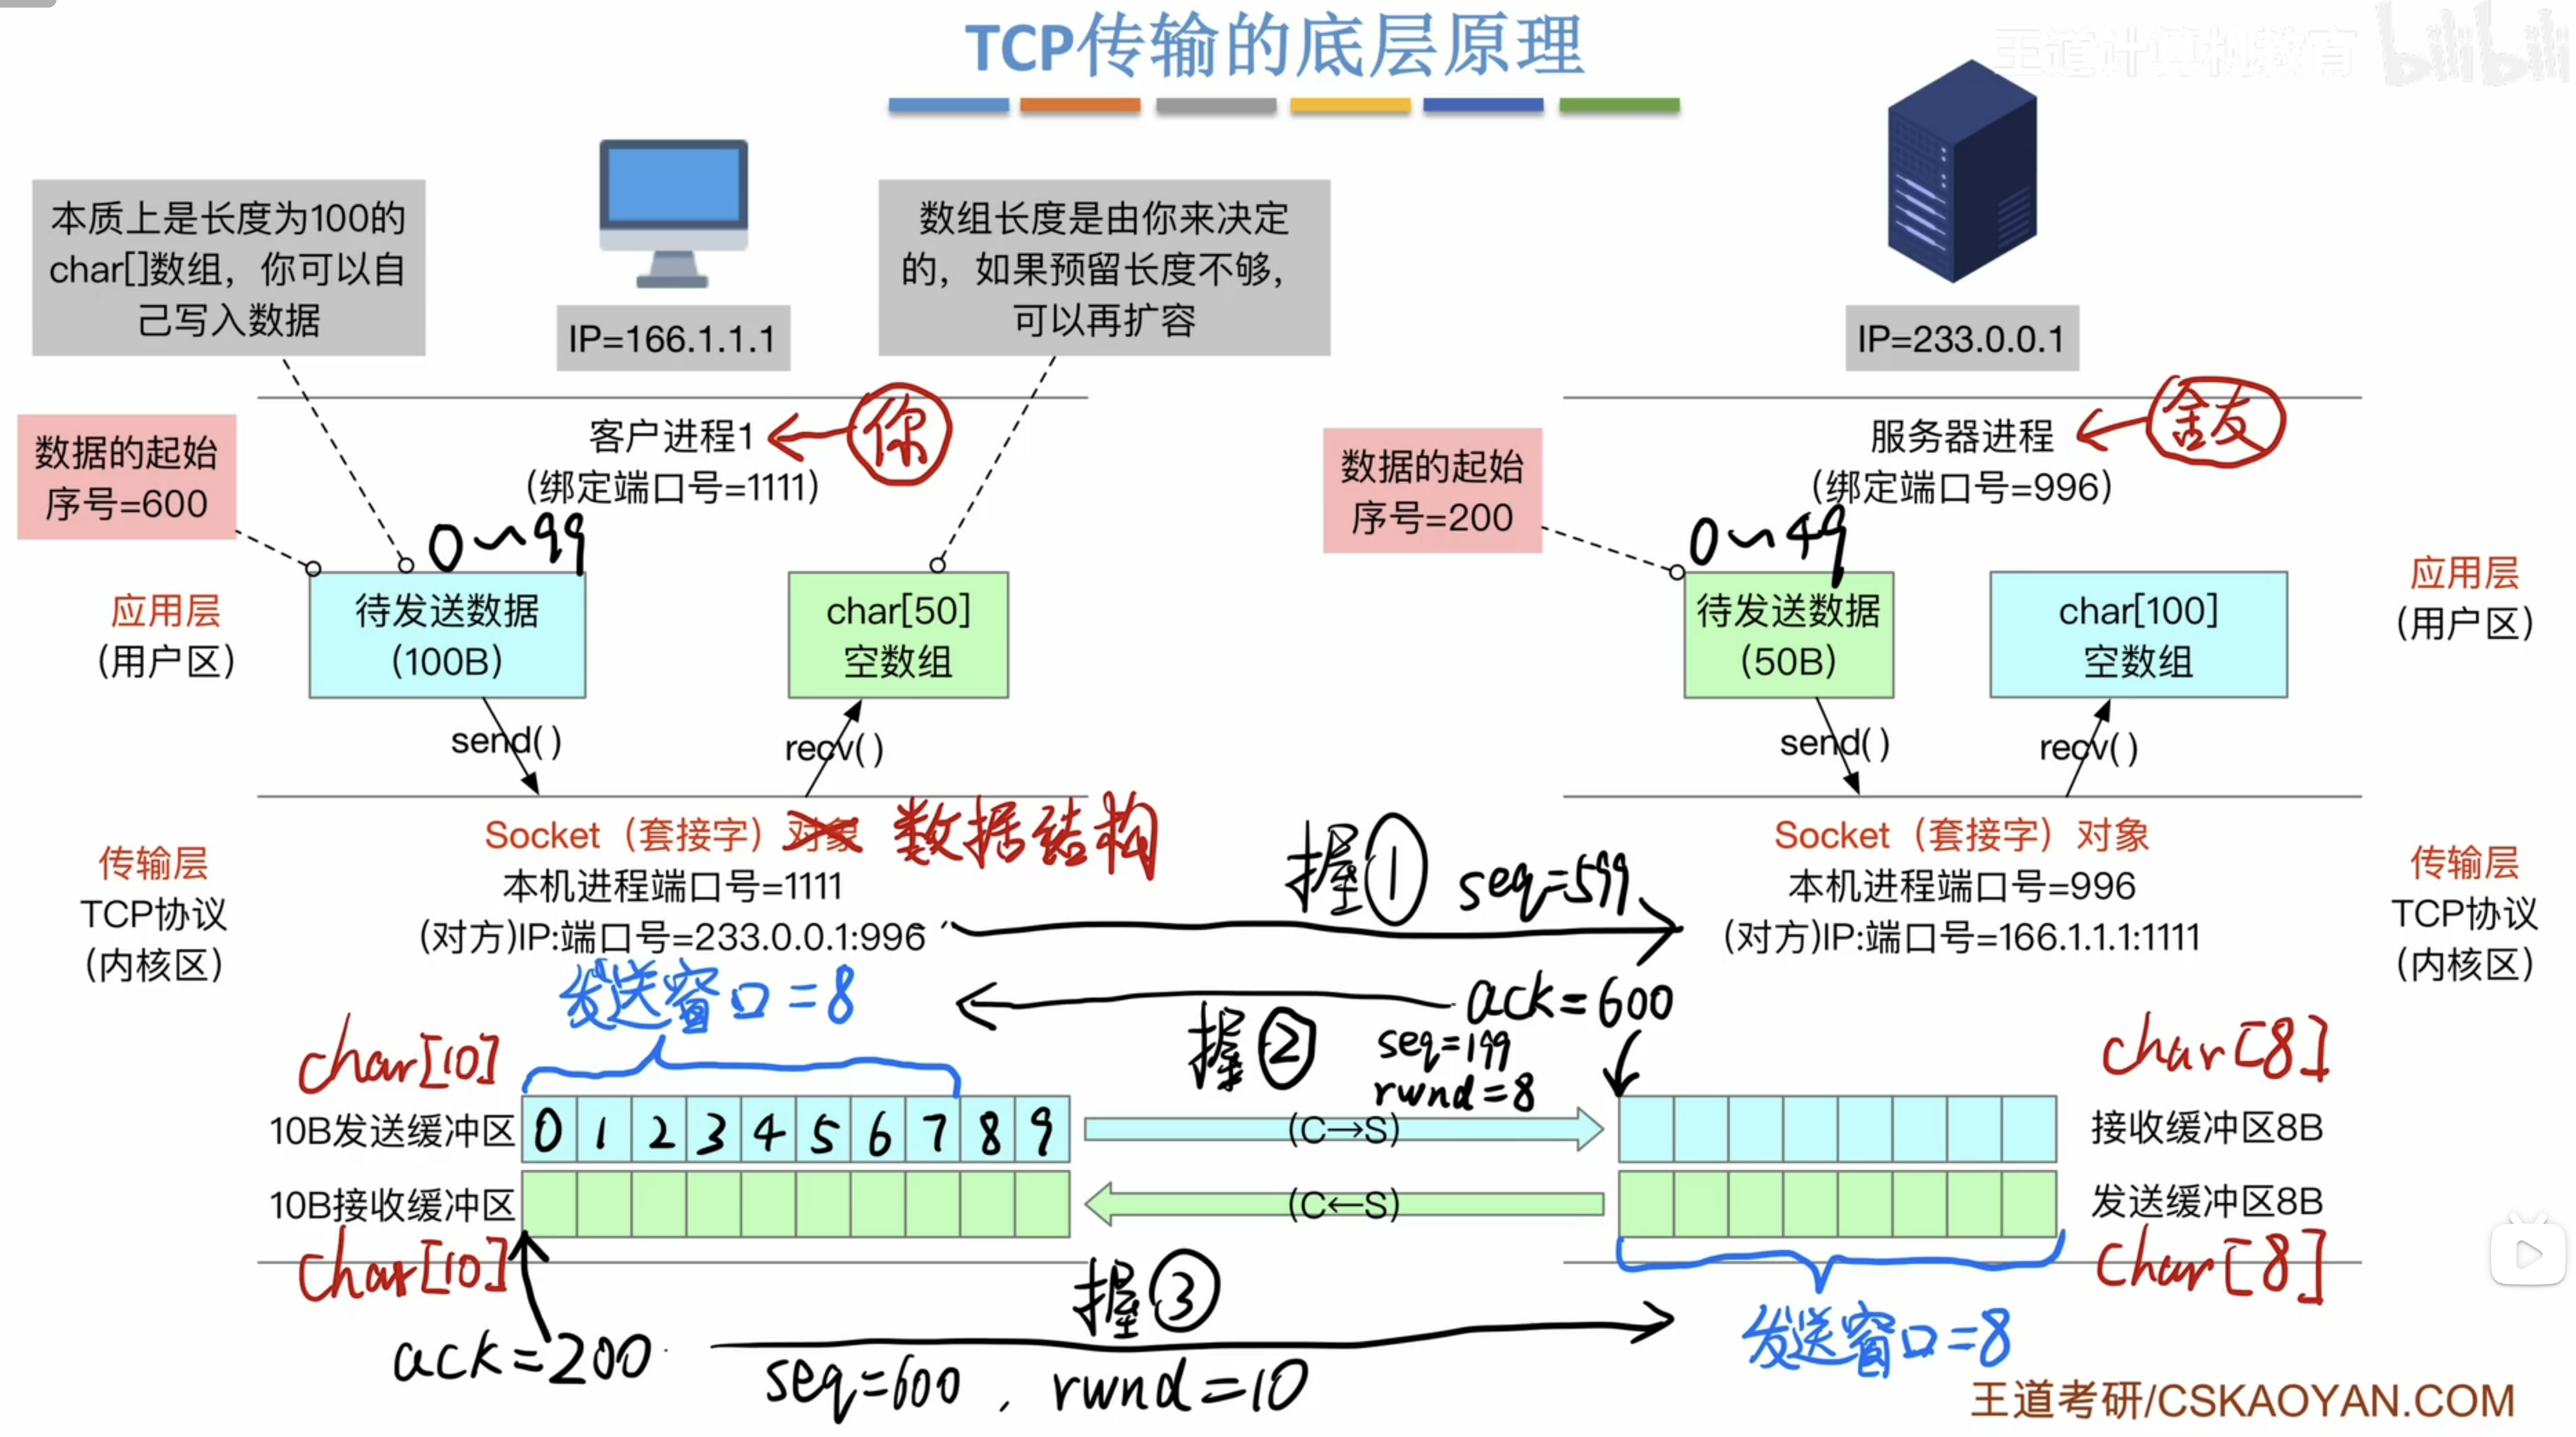 TCP传输的底层原理
王道计算机教育
bilibili
本质上是长度为100的
char[]数组，你可以自
己写入数据
数组长度是由你来决定
的，如果预留长度不够，
可以再扩容
IP=166.1.1.1
IP=233.0.0.1
数据的起始
序号=600
客户进程1
(绑定端口号=1111)
你
数据的起始
序号=200
服务器进程
(绑定端口号=996)
舍友
0~99
0~49
应用层
(用户区)
待发送数据
(100B)
char[50]
空数组
待发送数据
(50B)
char[100]
空数组
应用层
(用户区)
send()
recv()
send()
recv()
传输层
TCP协议
(内核区)
Socket（套接字）对象 数据结构
本机进程端口号=1111
(对方)IP:端口号=233.0.0.1:996
握① seq=599
Socket（套接字）对象
本机进程端口号=996
(对方)IP:端口号=166.1.1.1:1111
传输层
TCP协议
(内核区)
发送窗口=8
握②
ack=600
seq=199
rwnd=8
char[10]
char[8]
10B发送缓冲区
0 1 2 3 4 5 6 7 8 9
(C→S)
接收缓冲区8B
10B接收缓冲区
(C←S)
发送缓冲区8B
char[10]
char[8]
握③
ack=200
seq=600，rwnd=10
发送窗口=8
王道考研/CSKAOYAN.COM